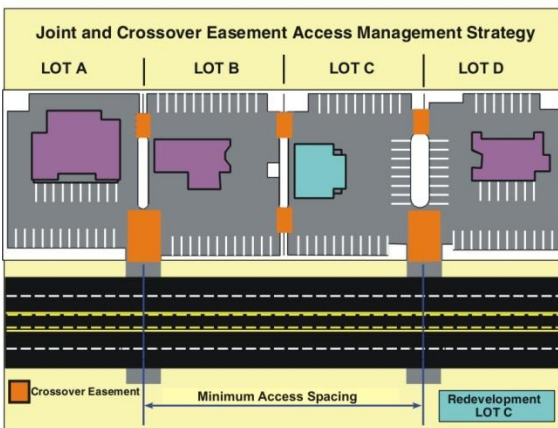 Joint and Crossover Easement Access Management Strategy
LOT A LOT B LOT C LOT D
Crossover Easement
Minimum Access Spacing
Redevelopment
LOT C